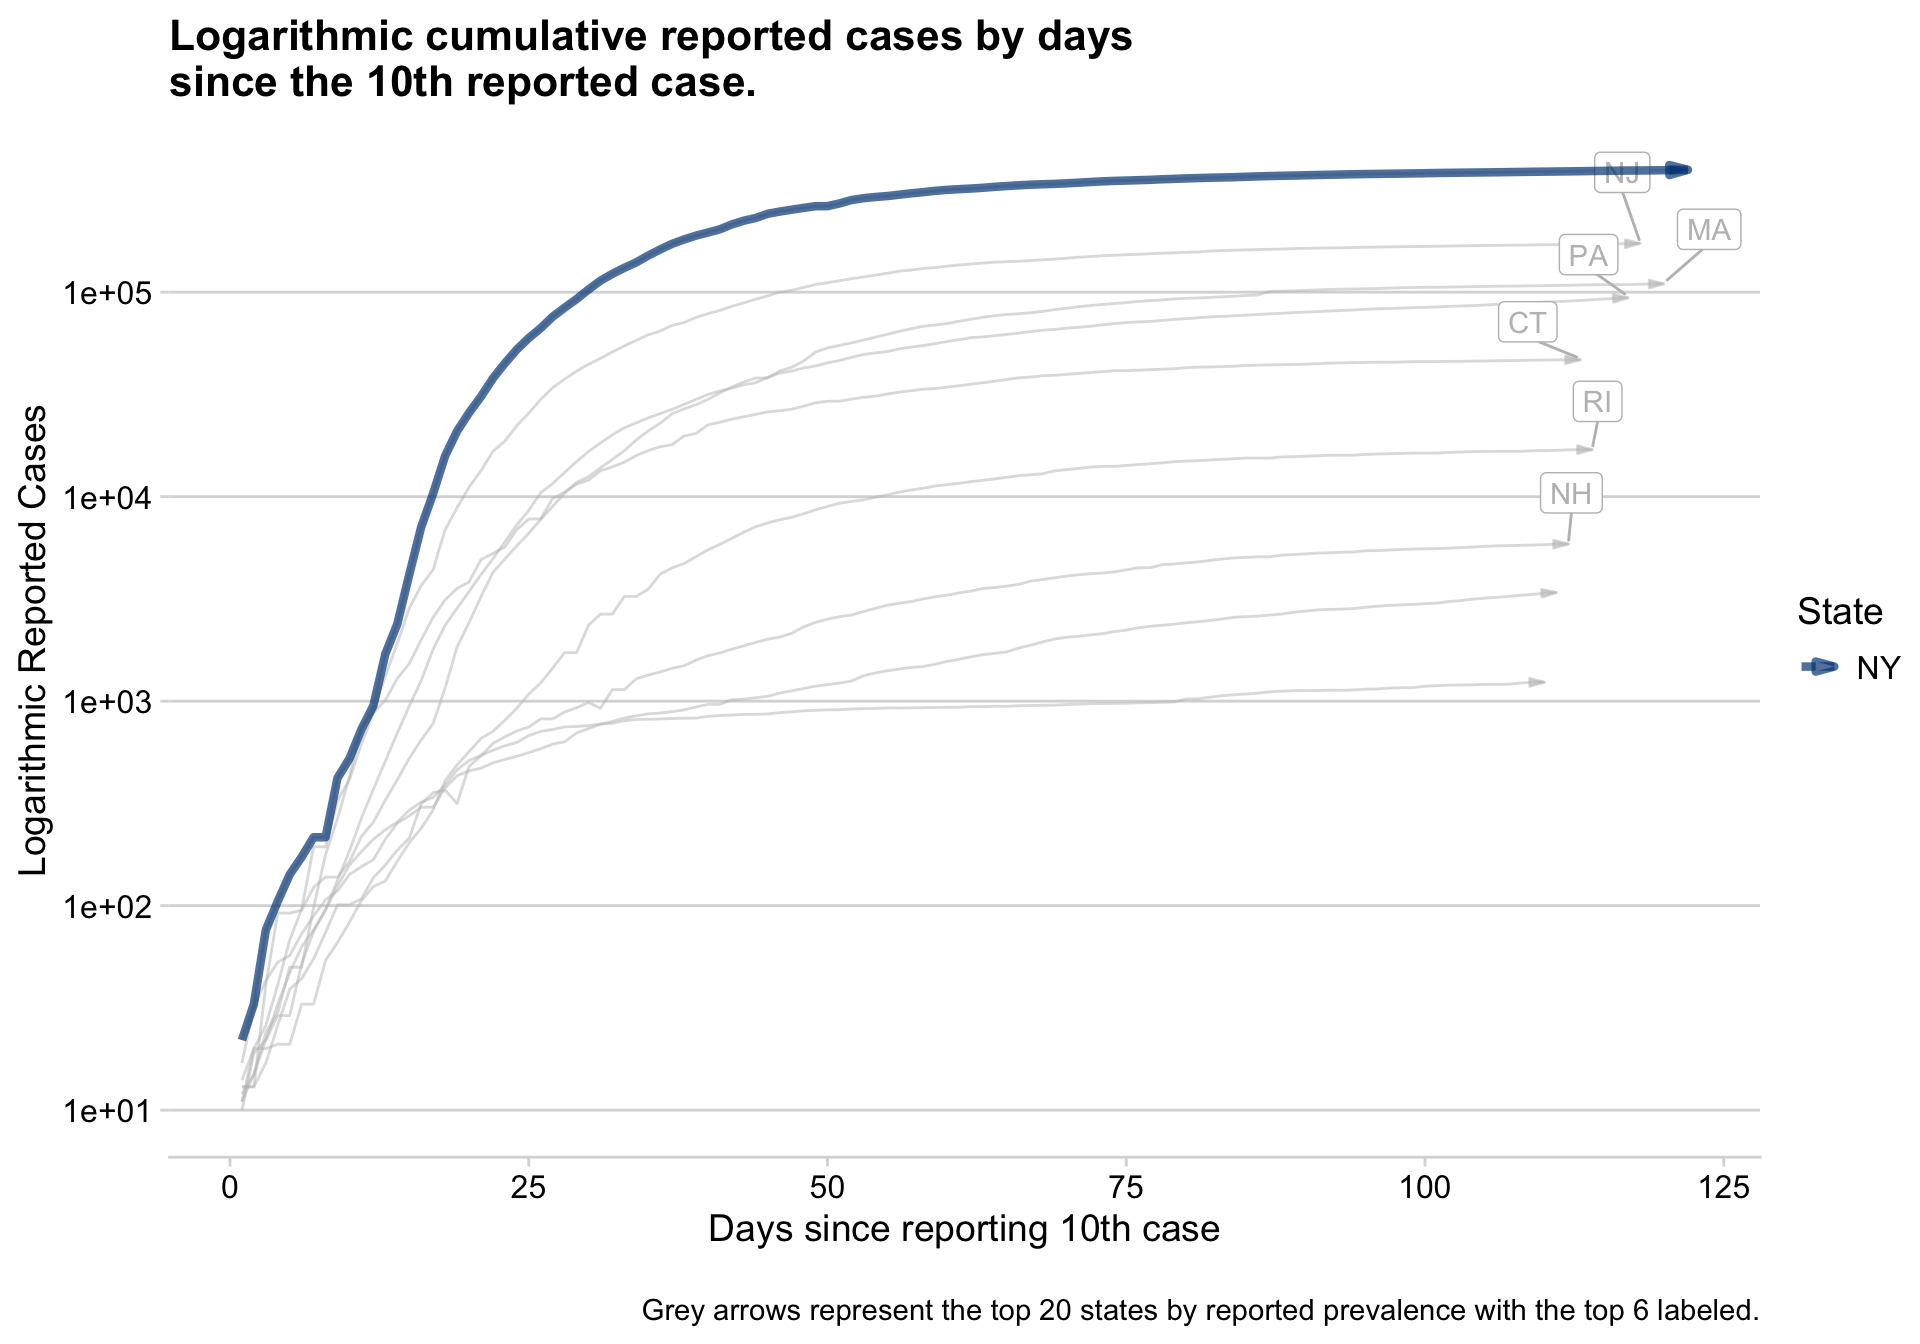 Logarithmic cumulative reported cases by days
since the 10th reported case.
NJ
MA
PA
CT
RI
NH
1e+05
1e+04
1e+03
1e+02
1e+01
Logarithmic Reported Cases
State
NY
0 25 50 75 100 125
Days since reporting 10th case
Grey arrows represent the top 20 states by reported prevalence with the top 6 labeled.